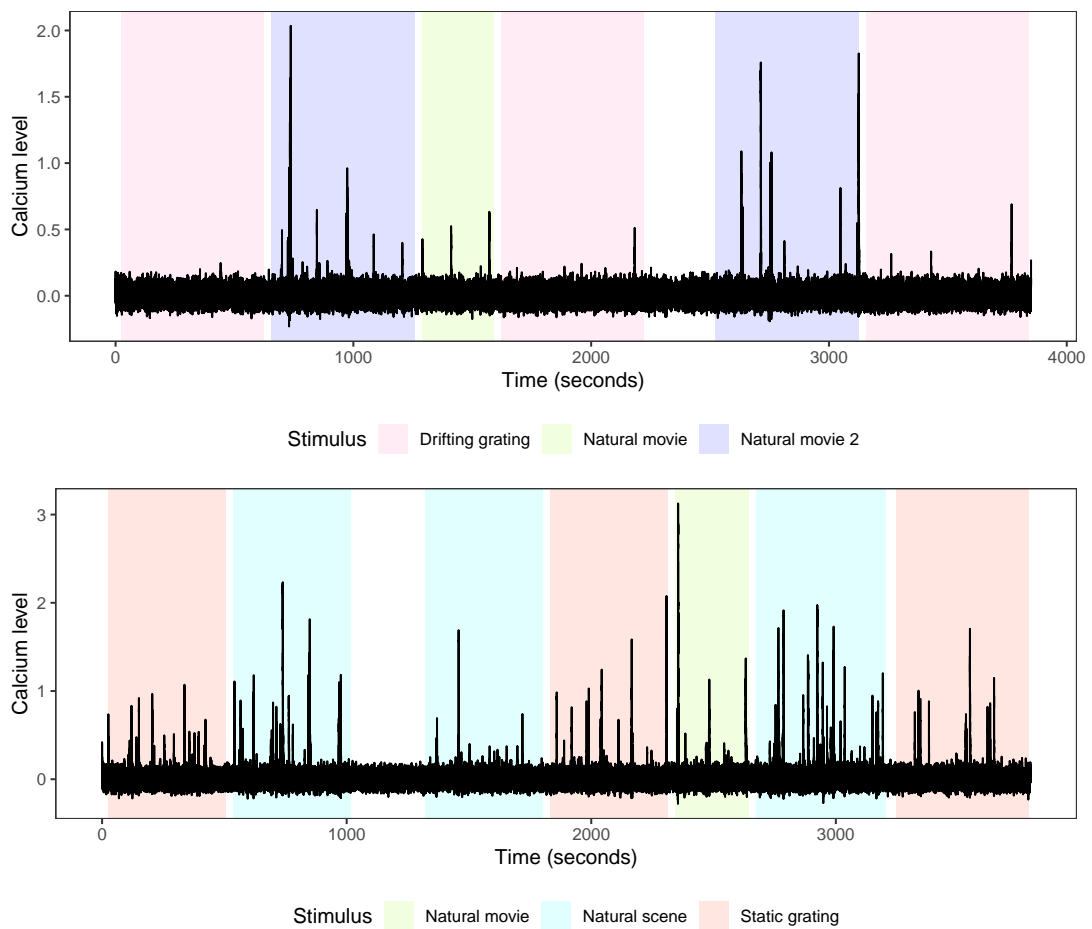 2.0
1.5
1.0
0.5
0.0
Calcium level
0 1000 2000 3000 4000
Time (seconds)
Stimulus Drifting grating Natural movie Natural movie 2
3
2
1
0
Calcium level
0 1000 2000 3000
Time (seconds)
Stimulus Natural movie Natural scene Static grating